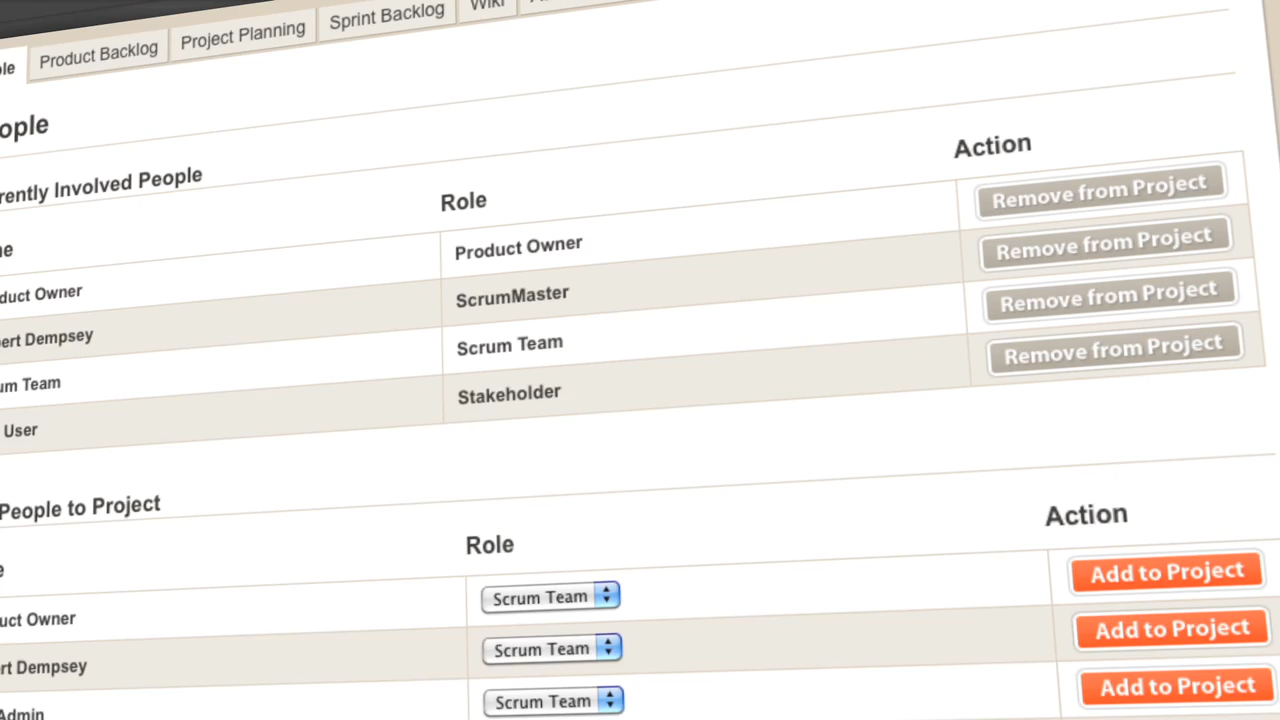 ple Product Backlog Project Planning Sprint Backlog Wiki
ople
rently Involved People
ne Role Action
duct Owner Product Owner Remove from Project
ert Dempsey ScrumMaster Remove from Project
um Team Scrum Team Remove from Project
User Stakeholder Remove from Project
People to Project
e Role Action
uct Owner Scrum Team Add to Project
rt Dempsey Scrum Team Add to Project
Admin Scrum Team Add to Project